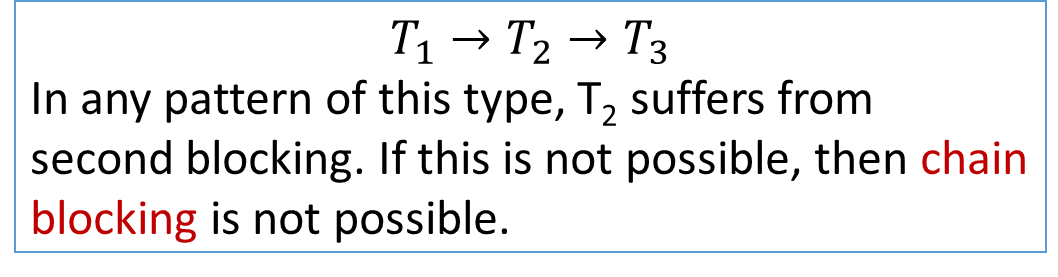 T₁ → T₂ → T₃
In any pattern of this type, T₂ suffers from
second blocking. If this is not possible, then chain
blocking is not possible.